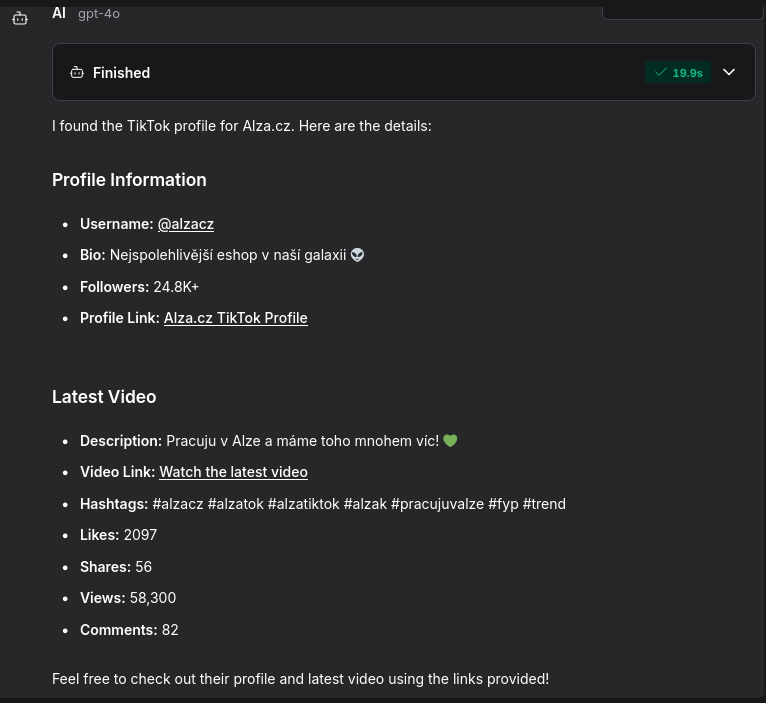 AI gpt-4o
Finished
19.9s
I found the TikTok profile for Alza.cz. Here are the details:
Profile Information
• Username: @alzacz
• Bio: Nejspolehlivější eshop v naší galaxii 👽
• Followers: 24.8K+
• Profile Link: Alza.cz TikTok Profile
Latest Video
• Description: Pracuju v Alze a máme toho mnohem víc! 💚
• Video Link: Watch the latest video
• Hashtags: #alzacz #alzatok #alzatiktok #alzak #pracujuvalze #fyp #trend
• Likes: 2097
• Shares: 56
• Views: 58,300
• Comments: 82
Feel free to check out their profile and latest video using the links provided!